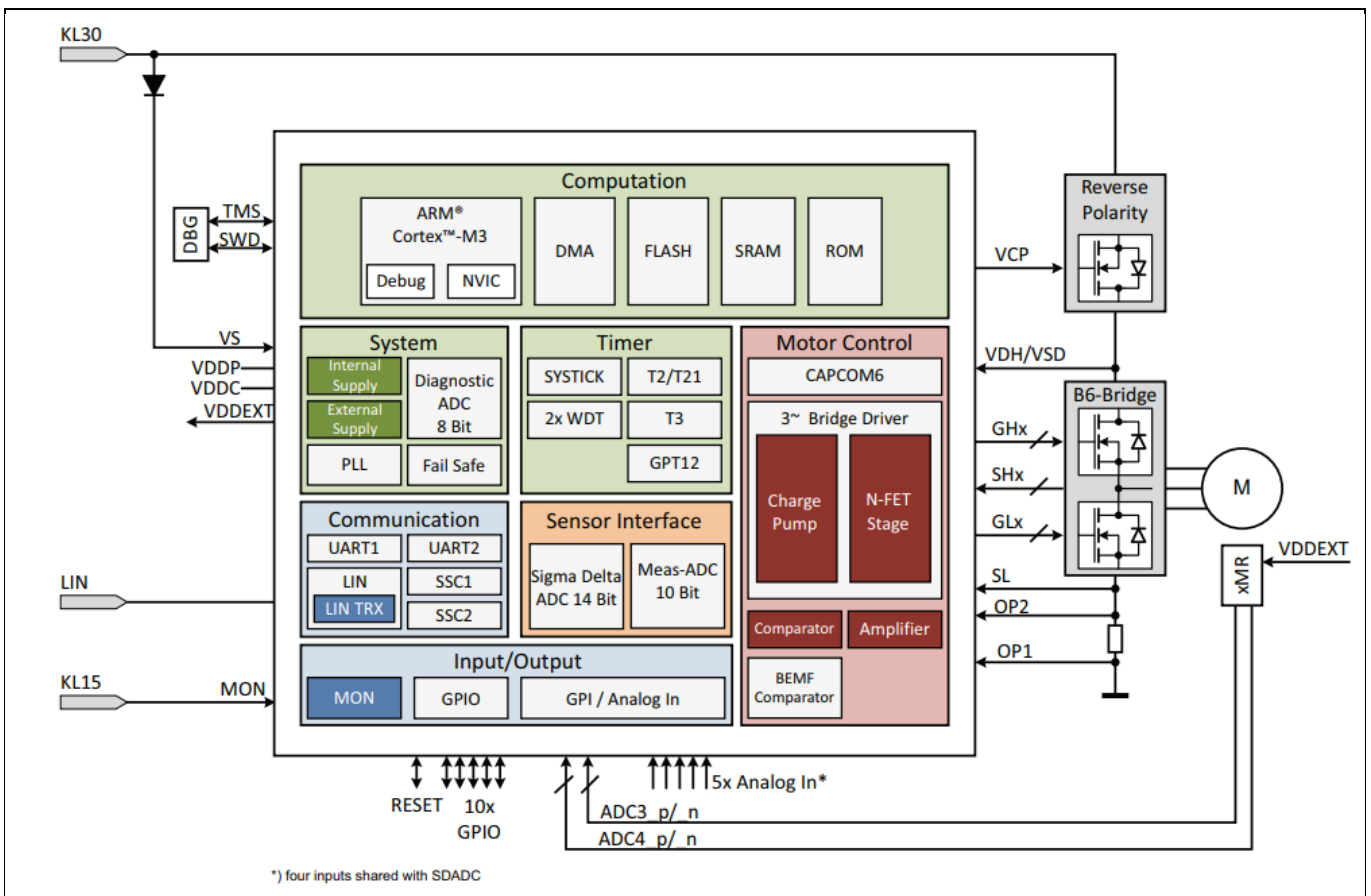 KL30
Computation
ARM®
Cortex™-M3
Debug
NVIC
DMA
FLASH
SRAM
ROM
DBG
TMS
SWD
Reverse
Polarity
VCP
VS
VDDP
VDDC
VDDEXT
System
Internal
Supply
External
Supply
Diagnostic
ADC
8 Bit
PLL
Fail Safe
Timer
SYSTICK
T2/T21
2x WDT
T3
GPT12
Motor Control
CAPCOM6
3~ Bridge Driver
Charge
Pump
N-FET
Stage
Comparator
Amplifier
BEMF
Comparator
VDH/VSD
B6-Bridge
GHx
SHx
GLx
SL
OP2
OP1
M
xMR
VDDEXT
Communication
UART1
UART2
LIN
LIN TRX
SSC1
SSC2
Sensor Interface
Sigma Delta
ADC 14 Bit
Meas-ADC
10 Bit
LIN
KL15
MON
Input/Output
MON
GPIO
GPI / Analog In
RESET
10x
GPIO
5x Analog In*
ADC3_p/_n
ADC4_p/_n
*) four inputs shared with SDADC